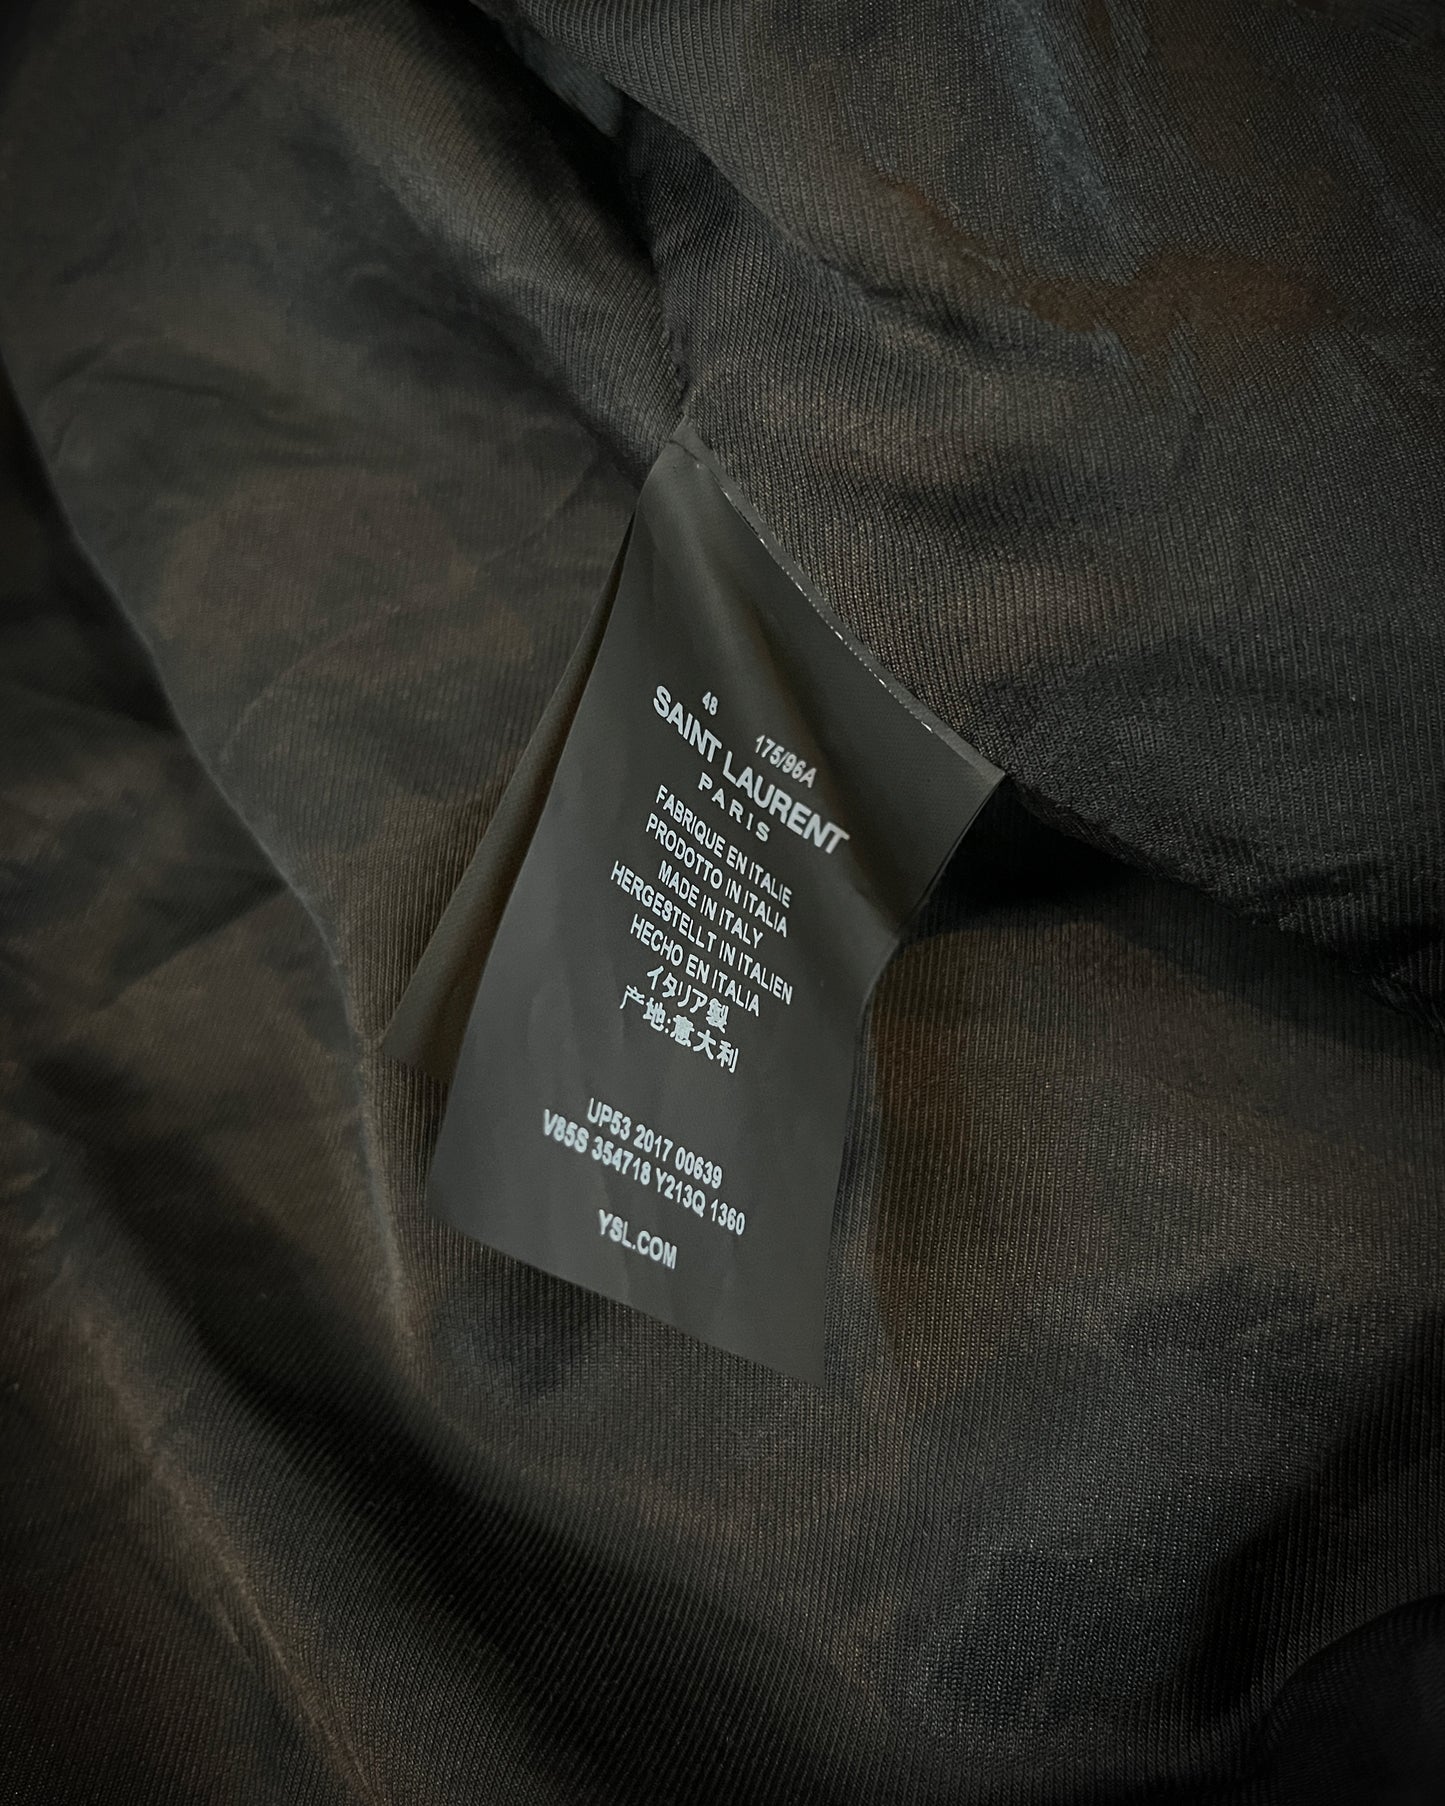 48
175/96A
SAINT LAURENT
PARIS
FABRIQUE EN ITALIE
PRODOTTO IN ITALIA
MADE IN ITALY
HERGESTELLT IN ITALIEN
HECHO EN ITALIA
イタリア製
产地:意大利
UP53 2017 00639
V85S 354718 Y213Q 1360
YSL.COM